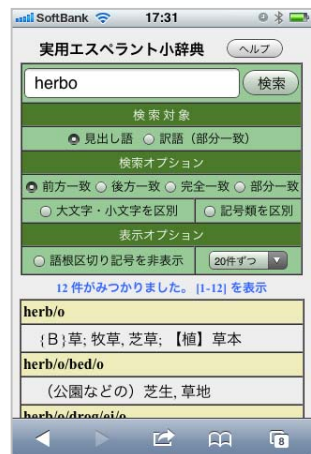 SoftBank 17:31
実用エスペラント小辞典 ヘルプ
herbo 検索
検索対象
見出し語 訳語（部分一致）
検索オプション
前方一致 後方一致 完全一致 部分一致
大文字・小文字を区別 記号類を区別
表示オプション
語根区切り記号を非表示 20件ずつ
12 件がみつかりました。 [1-12] を表示
herb/o
{B}草; 牧草, 芝草; 【植】草本
herb/o/bed/o
（公園などの）芝生, 草地
herb/o/drog/ej/o
8